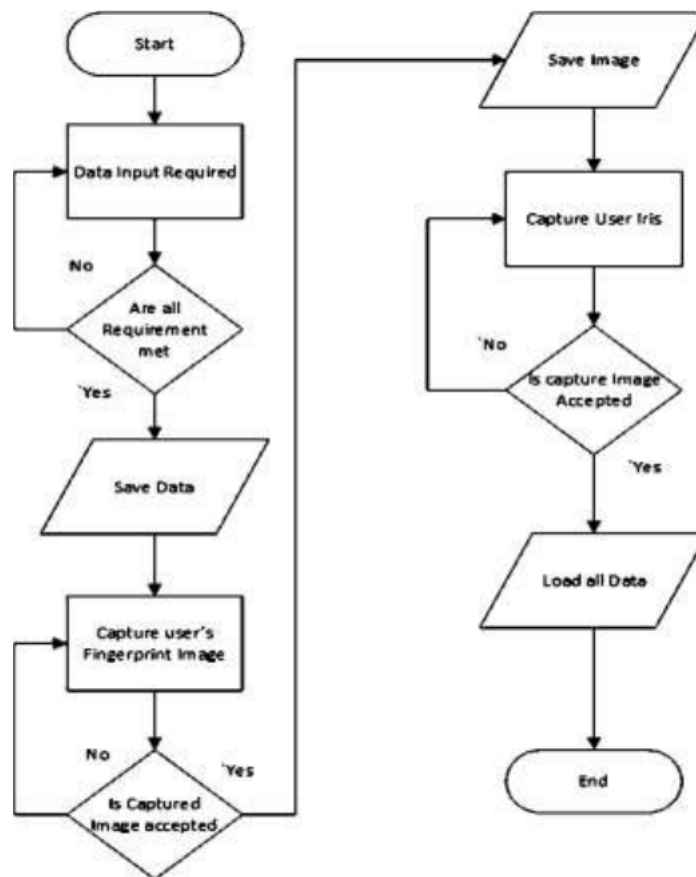 Start
Data Input Required
No
Are all
Requirement
met
`Yes
Save Data
Capture user's
Fingerprint Image
No
`Yes
Is Captured
Image accepted
Save Image
Capture User Iris
`No
Is capture Image
Accepted
`Yes
Load all Data
End